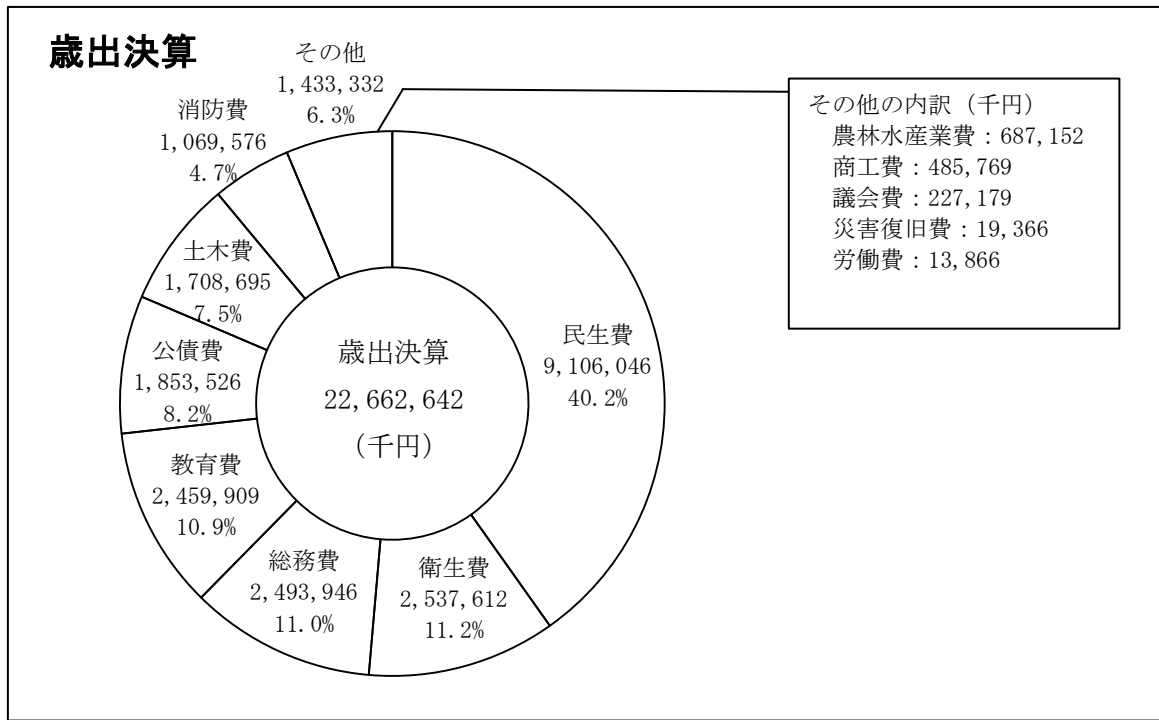 歳出決算
その他
1,433,332
6.3%
消防費
1,069,576
4.7%
土木費
1,708,695
7.5%
公債費
1,853,526
8.2%
教育費
2,459,909
10.9%
総務費
2,493,946
11.0%
衛生費
2,537,612
11.2%
民生費
9,106,046
40.2%
歳出決算
22,662,642
（千円）
その他の内訳（千円）
農林水産業費：687,152
商工費：485,769
議会費：227,179
災害復旧費：19,366
労働費：13,866